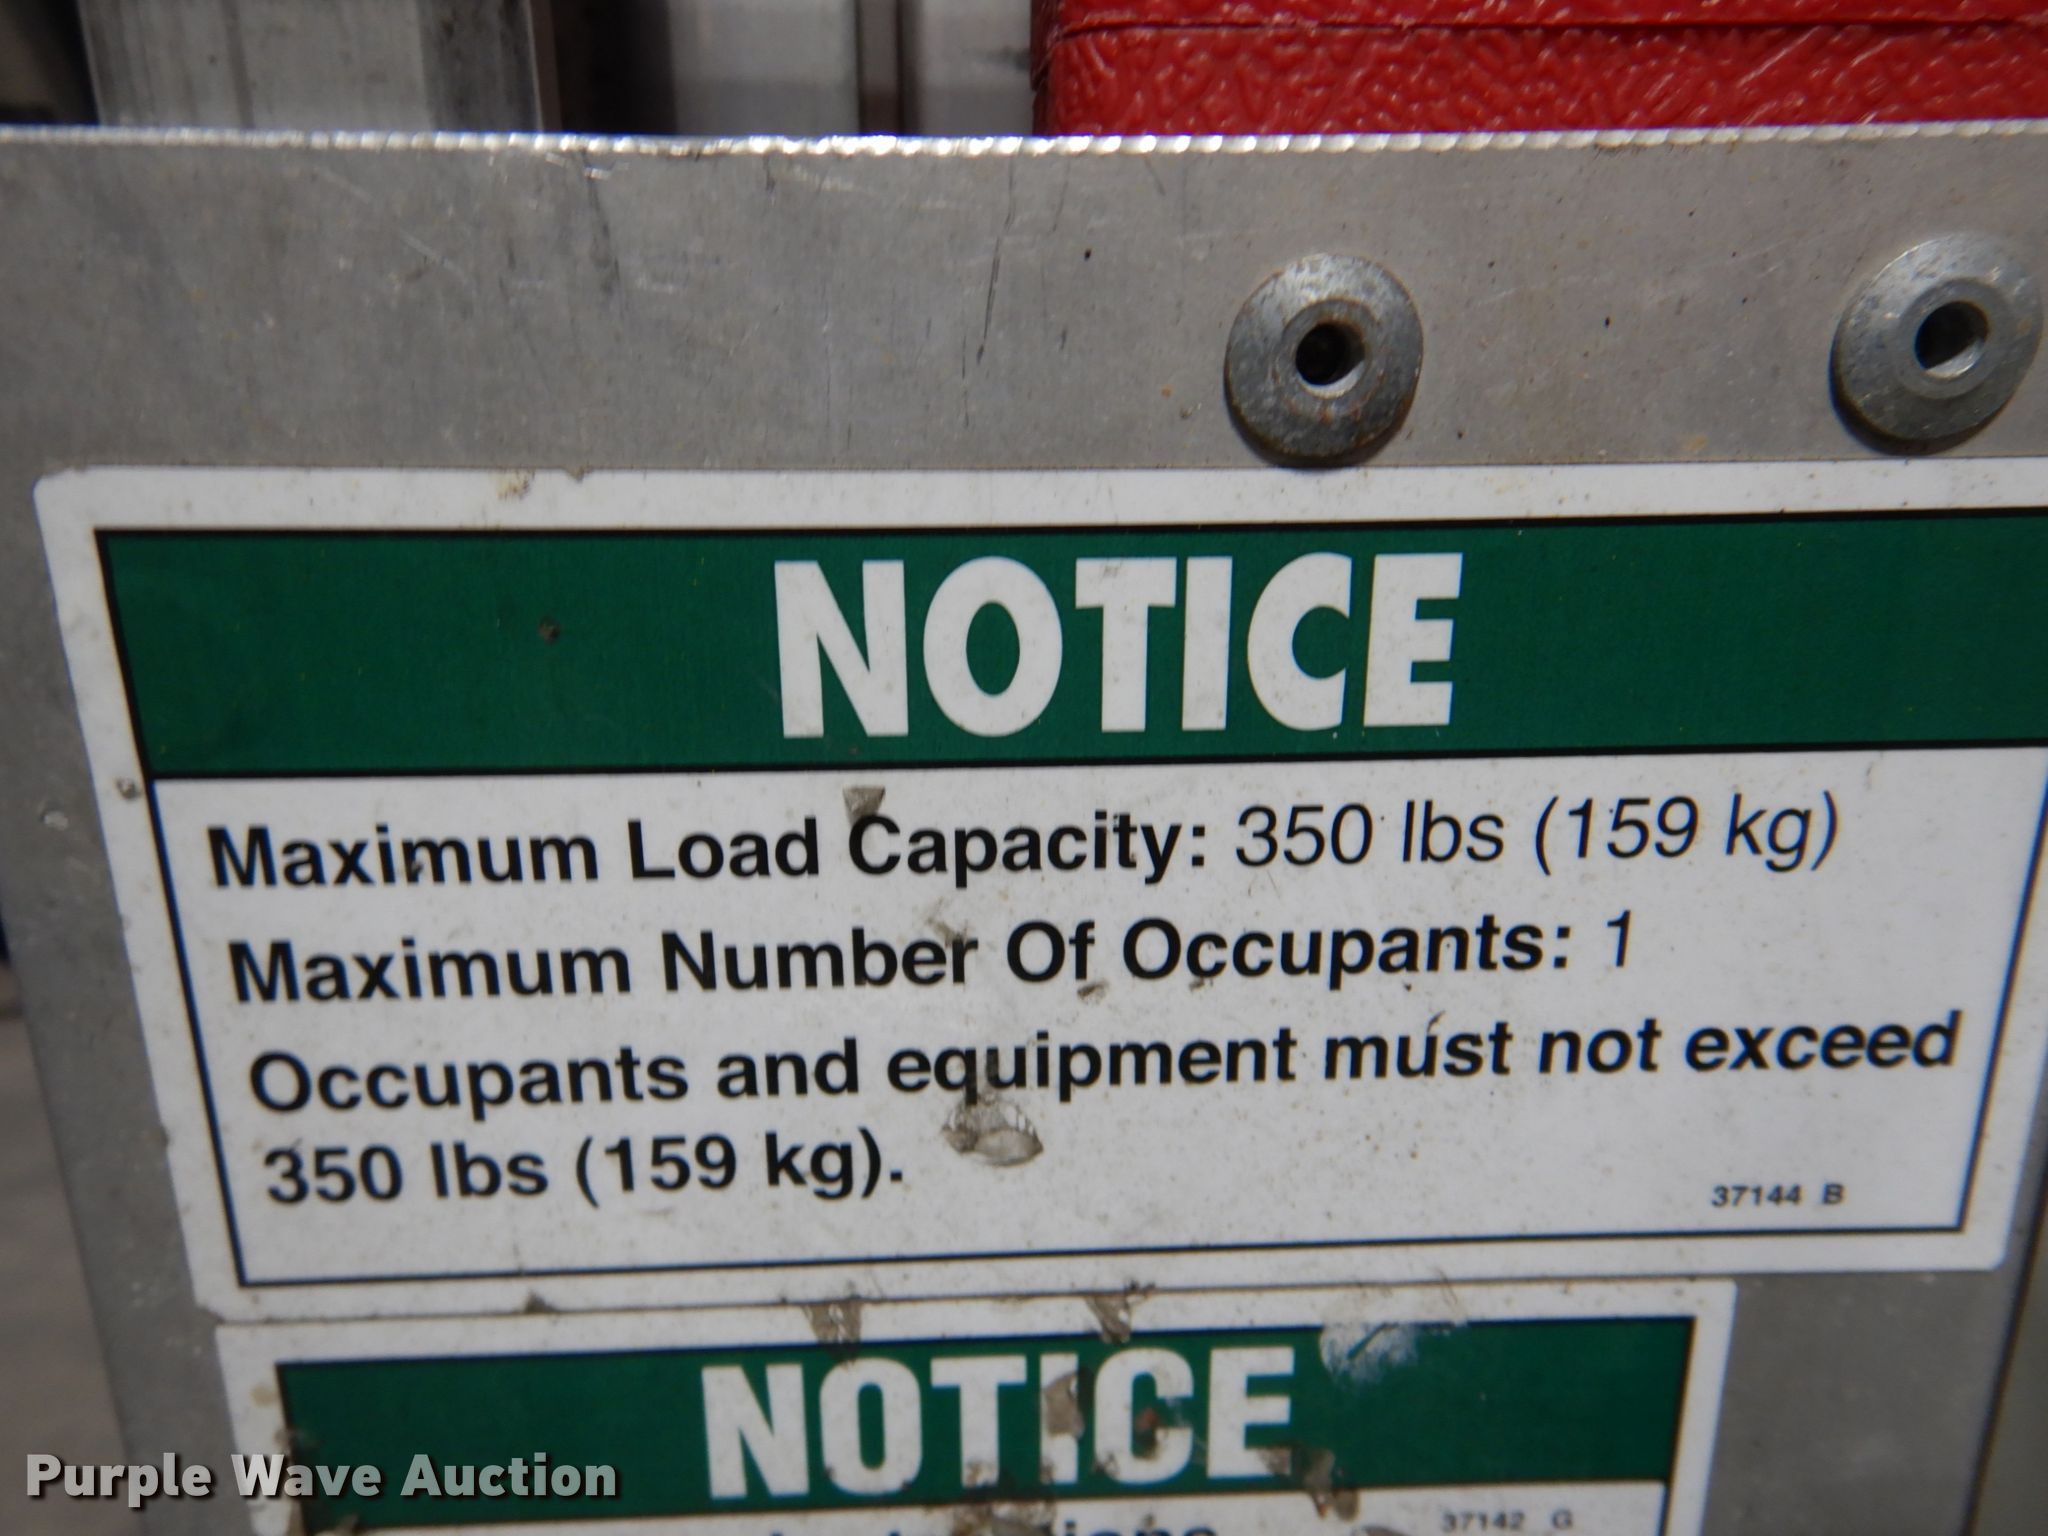 NOTICE
Maximum Load Capacity: 350 lbs (159 kg)
Maximum Number Of Occupants: 1
Occupants and equipment must not exceed
350 lbs (159 kg).
37144 B
NOTICE
37142 G
Purple Wave Auction